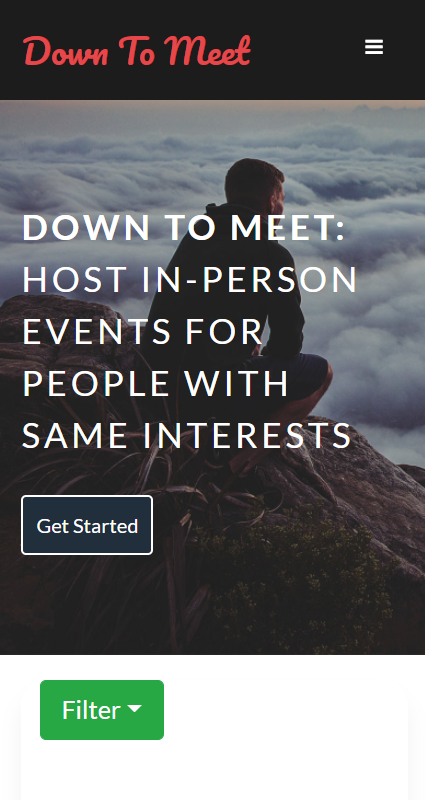 Down To Meet
DOWN TO MEET:
HOST IN-PERSON
EVENTS FOR
PEOPLE WITH
SAME INTERESTS
Get Started
Filter